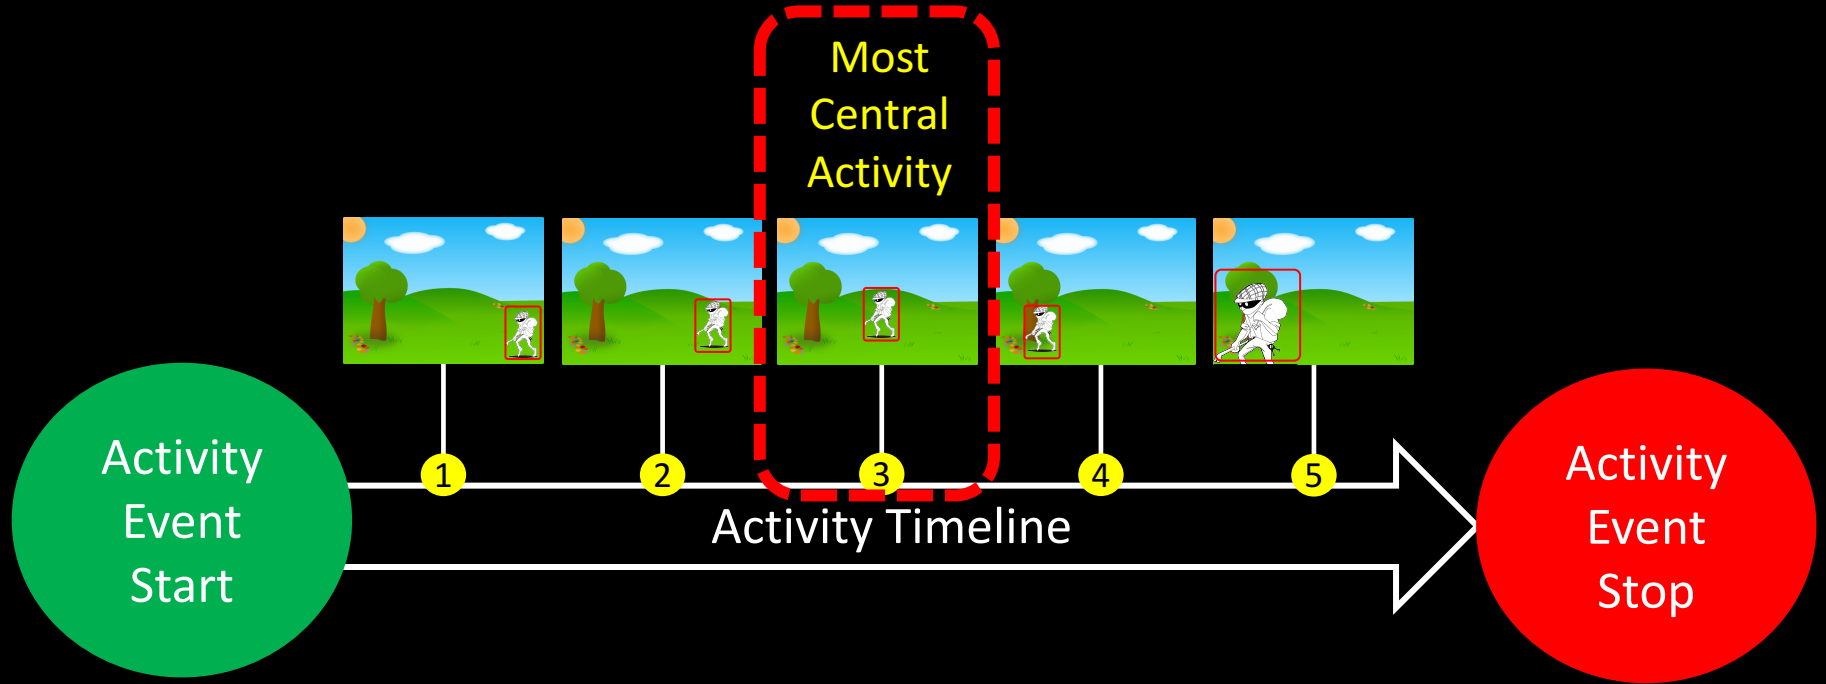 Most
Central
Activity
Activity
Event
Start
1
2
3
4
5
Activity Timeline
Activity
Event
Stop